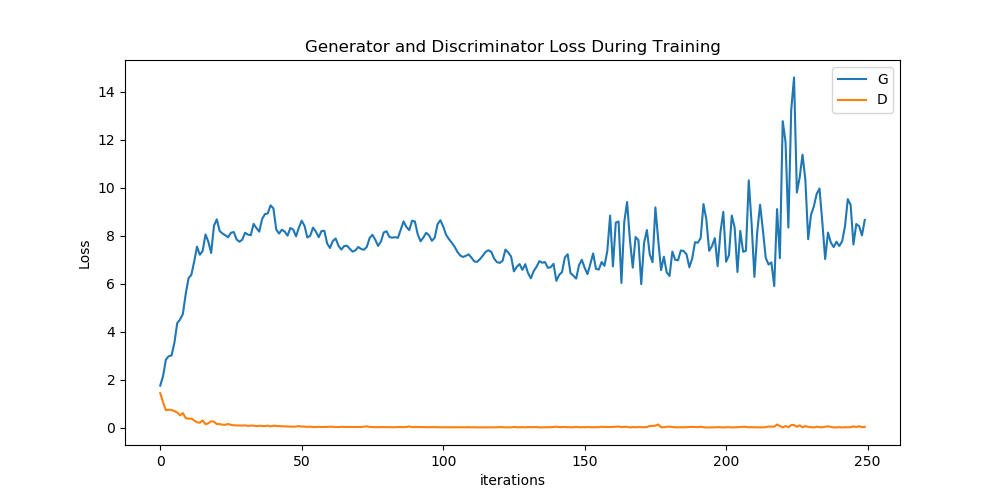 Generator and Discriminator Loss During Training
G
D
14
12
10
8
6
4
2
0
Loss
0 50 100 150 200 250
iterations